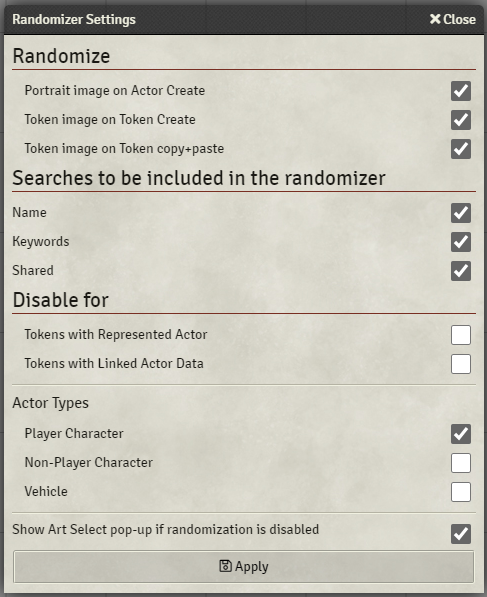 Randomizer Settings
Close
Randomize
Portrait image on Actor Create
Token image on Token Create
Token image on Token copy+paste
Searches to be included in the randomizer
Name
Keywords
Shared
Disable for
Tokens with Represented Actor
Tokens with Linked Actor Data
Actor Types
Player Character
Non-Player Character
Vehicle
Show Art Select pop-up if randomization is disabled
Apply